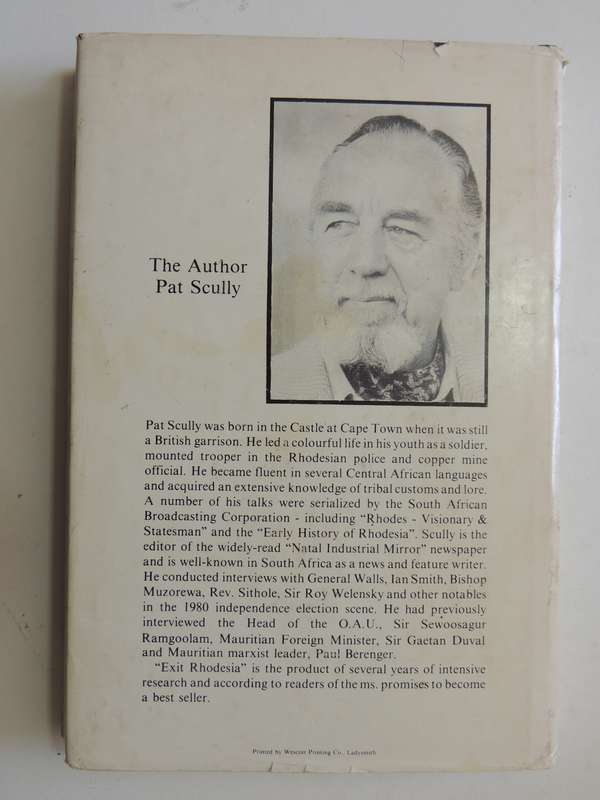 The Author
Pat Scully
Pat Scully was born in the Castle at Cape Town when it was still
a British garrison. He led a colourful life in his youth as a soldier,
mounted trooper in the Rhodesian police and copper mine
official. He became fluent in several Central African languages
and acquired an extensive knowledge of tribal customs and lore.
A number of his talks were serialized by the South African
Broadcasting Corporation - including "Rhodes - Visionary &
Statesman" and the "Early History of Rhodesia". Scully is the
editor of the widely-read "Natal Industrial Mirror" newspaper
and is well-known in South Africa as a news and feature writer.
He conducted interviews with General Walls, Ian Smith, Bishop
Muzorewa, Rev. Sithole, Sir Roy Welensky and other notables
in the 1980 independence election scene. He had previously
interviewed the Head of the O.A.U., Sir Sewoosagur
Ramgoolam, Mauritian Foreign Minister, Sir Gaetan Duval
and Mauritian marxist leader, Paul Berenger.
"Exit Rhodesia" is the product of several years of intensive
research and according to readers of the ms. promises to become
a best seller.
Printed by Wescott Printing Co., Ladysmith